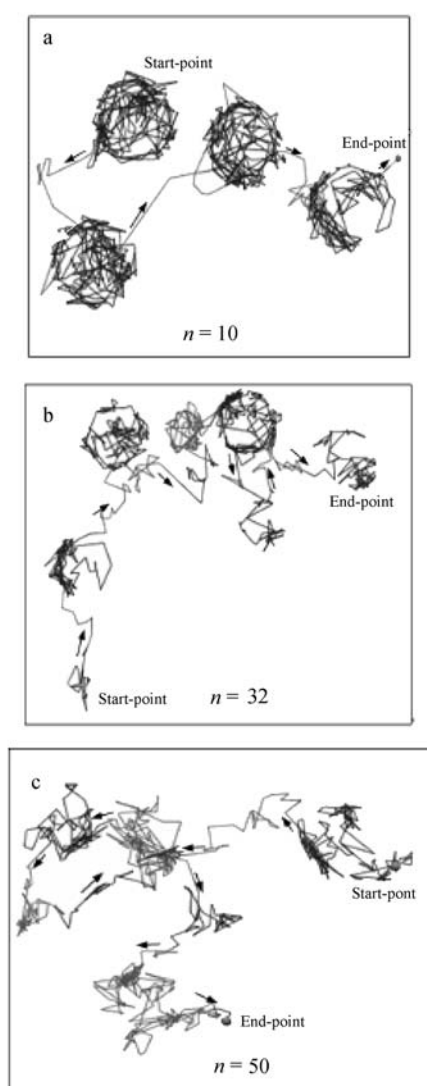 a
Start-point
End-point
n = 10
b
End-point
Start-point
n = 32
c
Start-pont
End-point
n = 50